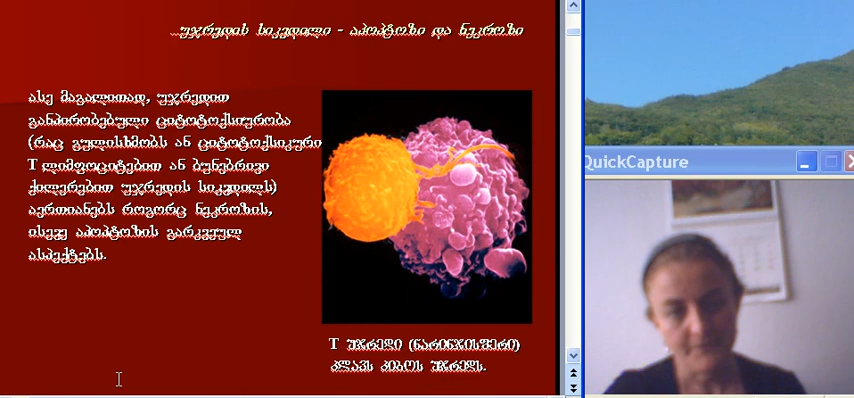 უჯრედის სიკვდილი - აპოპტოზი და ნეკროზი
ასე მაგალითად, უჯრედით
განპირობებული ციტოტოქსიურობა
(რაც გულისხმობს ან ციტოტოქსიკური
T ლიმფოციტებით ან ბუნებრივი
ქილერებით უჯრედის სიკვდილს)
აერთიანებს როგორც ნეკროზის,
ისევე აპოპტოზის გარკვეულ
ასპექტებს.
T უჯრედი (ნარინჯისფერი)
კლავს კიბოს უჯრედს.
QuickCapture